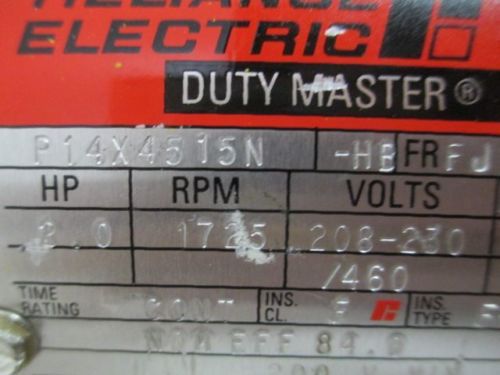 RELIANCE
ELECTRIC
DUTY MASTER®
P14X4515N -HB FR FJ
HP RPM VOLTS
2.0 1725 208-230
/460
TIME RATING CONT INS. CL. F INS. TYPE
NOM EFF 84.0